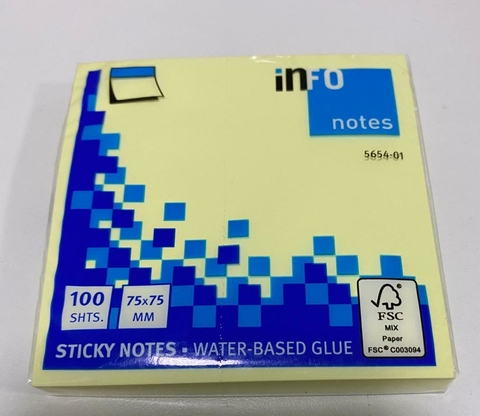 inFO
notes
5654-01
100
SHTS.
75x75
MM
FSC
MIX
Paper
FSC® C003094
STICKY NOTES • WATER-BASED GLUE